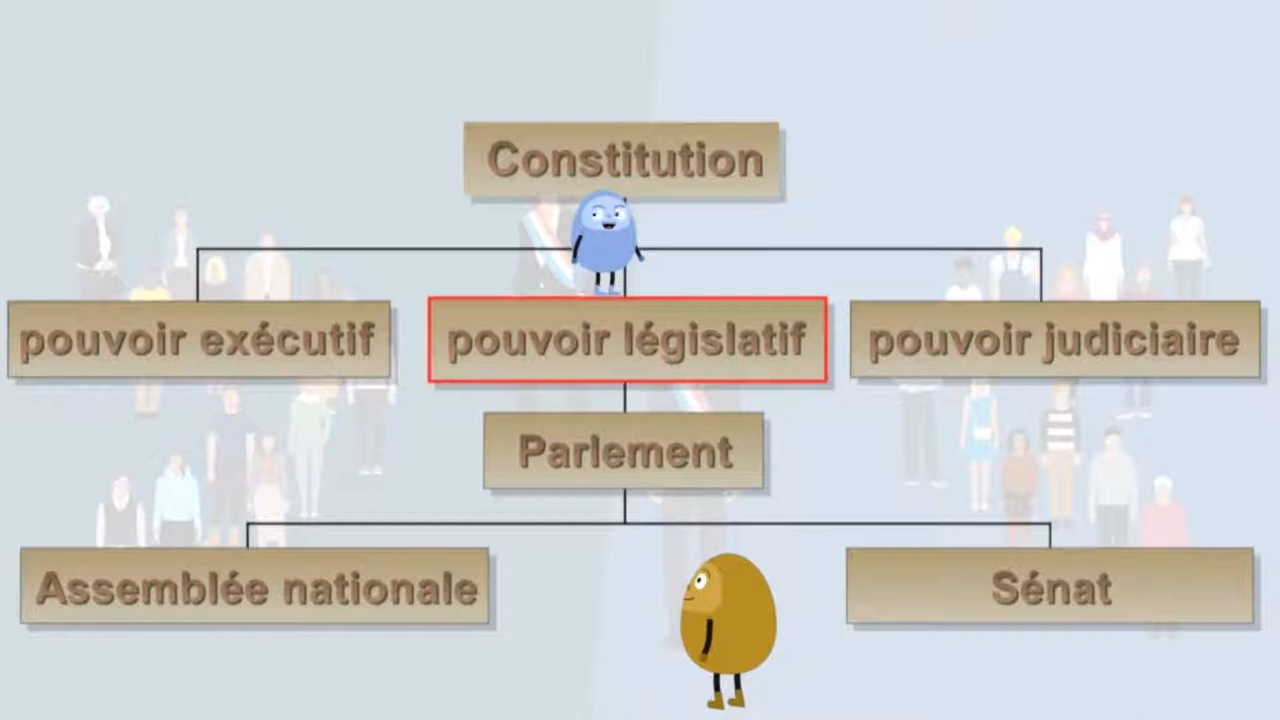 Constitution
pouvoir exécutif
pouvoir législatif
pouvoir judiciaire
Parlement
Assemblée nationale
Sénat